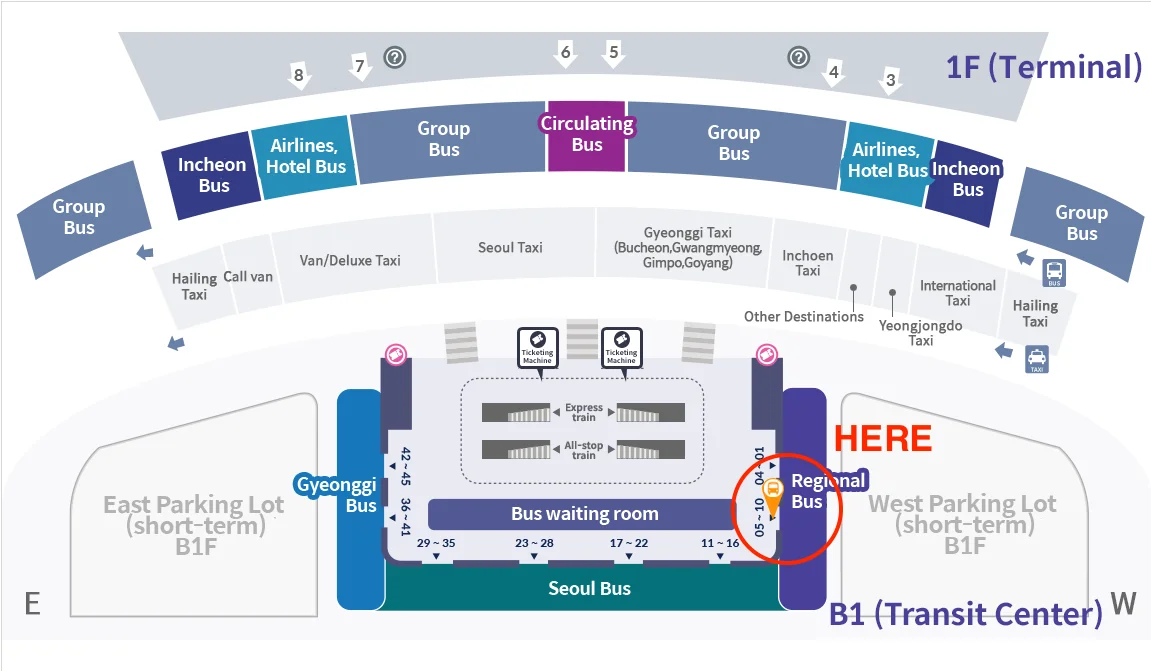 6
5
7
?
?
4
8
3
1F (Terminal)
Circulating
Bus
Group
Bus
Group
Bus
Airlines,
Hotel Bus
Airlines,
Hotel Bus
Incheon
Bus
Incheon
Bus
Group
Bus
Group
Bus
Hailing
Taxi
Call van
Van/Deluxe Taxi
Seoul Taxi
Gyeonggi Taxi
(Bucheon,Gwangmyeong,
Gimpo,Goyang)
Inchoen
Taxi
Other Destinations
Yeongjongdo
Taxi
International
Taxi
Hailing
Taxi
BUS
TAXI
Ticketing
Machine
Ticketing
Machine
Express
train
All-stop
train
HERE
42 ~ 45
36 ~ 41
04 ~ 01
05 ~ 10
Gyeonggi
Bus
Regional
Bus
Bus waiting room
29 ~ 35
23 ~ 28
17 ~ 22
11 ~ 16
Seoul Bus
East Parking Lot
(short-term)
B1F
West Parking Lot
(short-term)
B1F
E
B1 (Transit Center)
W